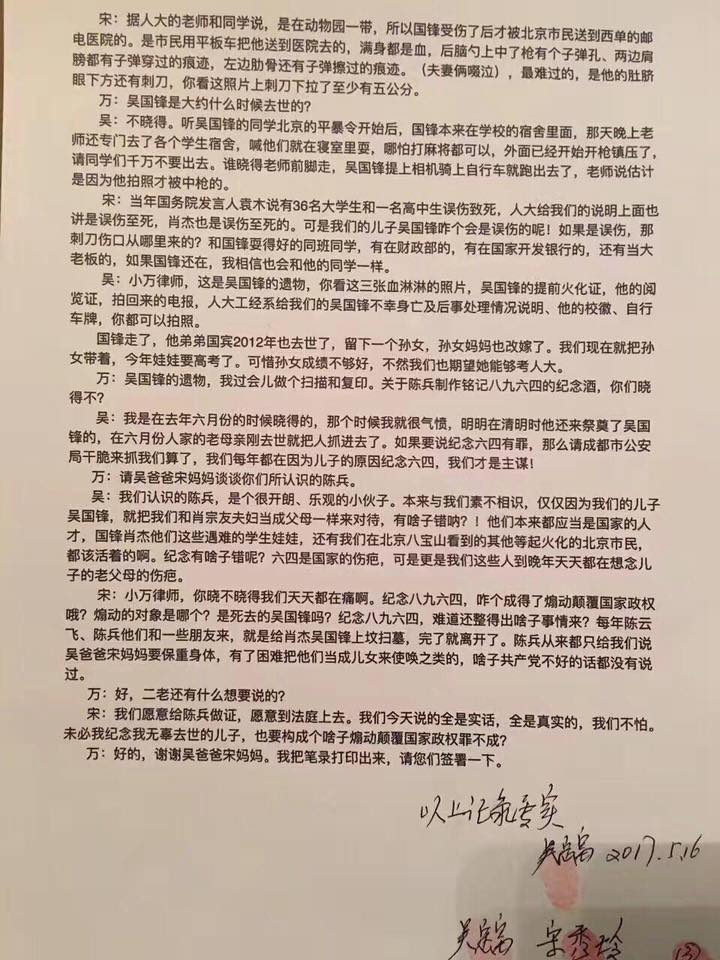 宋：据人大的老师和同学说，是在动物园一带，所以国锋受伤了后才被北京市民送到西单的邮
电医院的。是市民用平板车把他送到医院去的，满身都是血，后脑勺上中了枪有个子弹孔、两边肩
膀都有子弹穿过的痕迹，左边肋骨还有子弹擦过的痕迹。（夫妻俩啜泣），最难过的，是他的肚脐
眼下方还有刺刀，你看这照片上刺刀下拉了至少有五公分。
万：吴国锋是大约什么时候去世的？
吴：不晓得。听吴国锋的同学北京的平暴令开始后，国锋本来在学校的宿舍里面，那天晚上老
师还专门去了各个学生宿舍，喊他们就在寝室里耍，哪怕打麻将都可以，外面已经开始开枪镇压了，
请同学们千万不要出去。谁晓得老师前脚走，吴国锋提上相机骑上自行车就跑出去了，老师说估计
是因为他拍照才被中枪的。
宋：当年国务院发言人袁木说有36名大学生和一名高中生误伤致死，人大给我们的说明上面也
讲是误伤至死，肖杰也是误伤至死的。可是我们的儿子吴国锋咋个会是误伤的呢！如果是误伤，那
刺刀伤口从哪里来的？和国锋耍得好的同班同学，有在财政部的，有在国家开发银行的，还有当大
老板的，如果国锋还在，我相信也会和他的同学一样。
吴：小万律师，这是吴国锋的遗物，你看这三张血淋淋的照片，吴国锋的提前火化证，他的阅
览证，拍回来的电报，人大工经系给我们的吴国锋不幸身亡及后事处理情况说明、他的校徽、自行
车牌，你都可以拍照。
国锋走了，他弟弟国宾2012年也去世了，留下一个孙女，孙女妈妈也改嫁了。我们现在就把孙
女带着，今年娃娃要高考了。可惜孙女成绩不够好，不然我们也期望她能够考人大。
万：吴国锋的遗物，我过会儿做个扫描和复印。关于陈兵制作铭记八九六四的纪念酒，你们晓
得不？
吴：我是在去年六月份的时候晓得的，那个时候我就很气愤，明明在清明时他还来祭奠了吴国
锋的，在六月份人家的老母亲刚去世就把人抓进去了。如果要说纪念六四有罪，那么请成都市公安
局干脆来抓我们算了，我们每年都在因为儿子的原因纪念六四，我们才是主谋！
万：请吴爸爸宋妈妈谈谈你们所认识的陈兵。
吴：我们认识的陈兵，是个很开朗、乐观的小伙子。本来与我们素不相识，仅仅因为我们的儿子
吴国锋，就把我们和肖宗友夫妇当成父母一样来对待，有啥子错呐？！他们本来都应当是国家的人
才，国锋肖杰他们这些遇难的学生娃娃，还有我们在北京八宝山看到的其他等起火化的北京市民，
都该活着的啊。纪念有啥子错呢？六四是国家的伤疤，可是更是我们这些人到晚年天天都在想念儿
子的老父母的伤疤。
宋：小万律师，你晓不晓得我们天天都在痛啊。纪念八九六四，咋个成得了煽动颠覆国家政权
哦？煽动的对象是哪个？是死去的吴国锋吗？纪念八九六四，难道还整得出啥子事情来？每年陈云
飞、陈兵他们和一些朋友来，就是给肖杰吴国锋上坟扫墓，完了就离开了。陈兵从来都只给我们说
吴爸爸宋妈妈要保重身体，有了困难把他们当成儿女来使唤之类的，啥子共产党不好的话都没有说
过。
万：好，二老还有什么想要说的？
宋：我们愿意给陈兵做证，愿意到法庭上去。我们今天说的全是实话，全是真实的，我们不怕。
未必我纪念我无辜去世的儿子，也要构成个啥子煽动颠覆国家政权罪不成？
万：好的，谢谢吴爸爸宋妈妈。我把笔录打印出来，请您们签署一下。
以上记录属实
吴定富 2017.5.16
吴定富 宋秀玲 ③